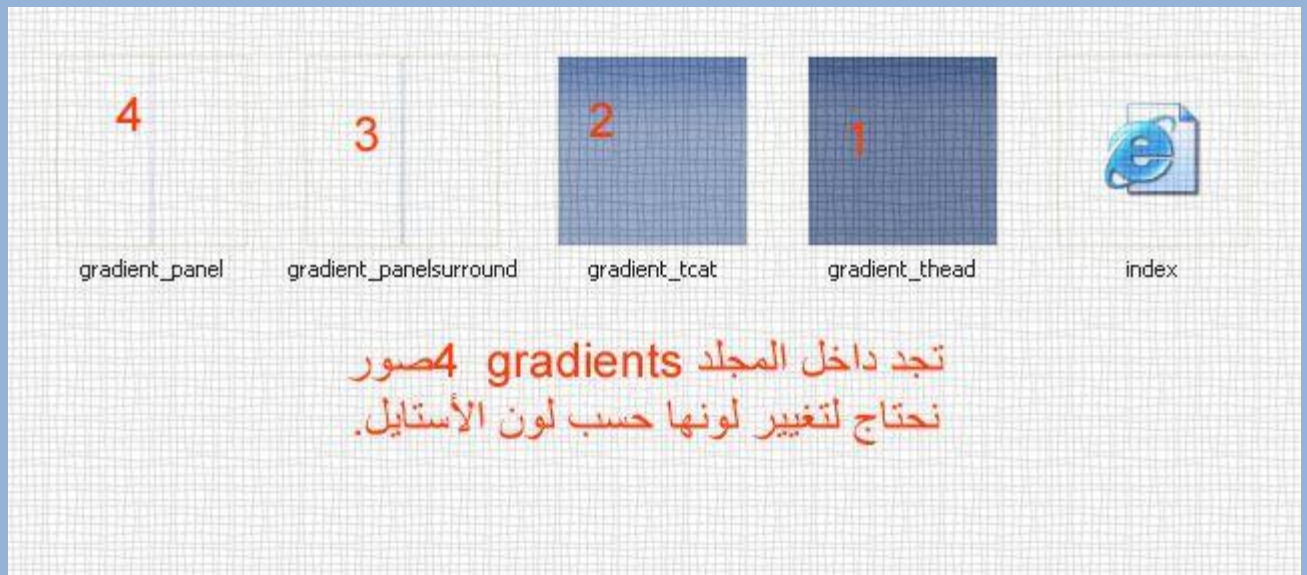 4
3
2
1
gradient_panel
gradient_panelsurround
gradient_tcat
gradient_thead
index
تجد داخل المجلد gradients 4صور
نحتاج لتغيير لونها حسب لون الأستايل.